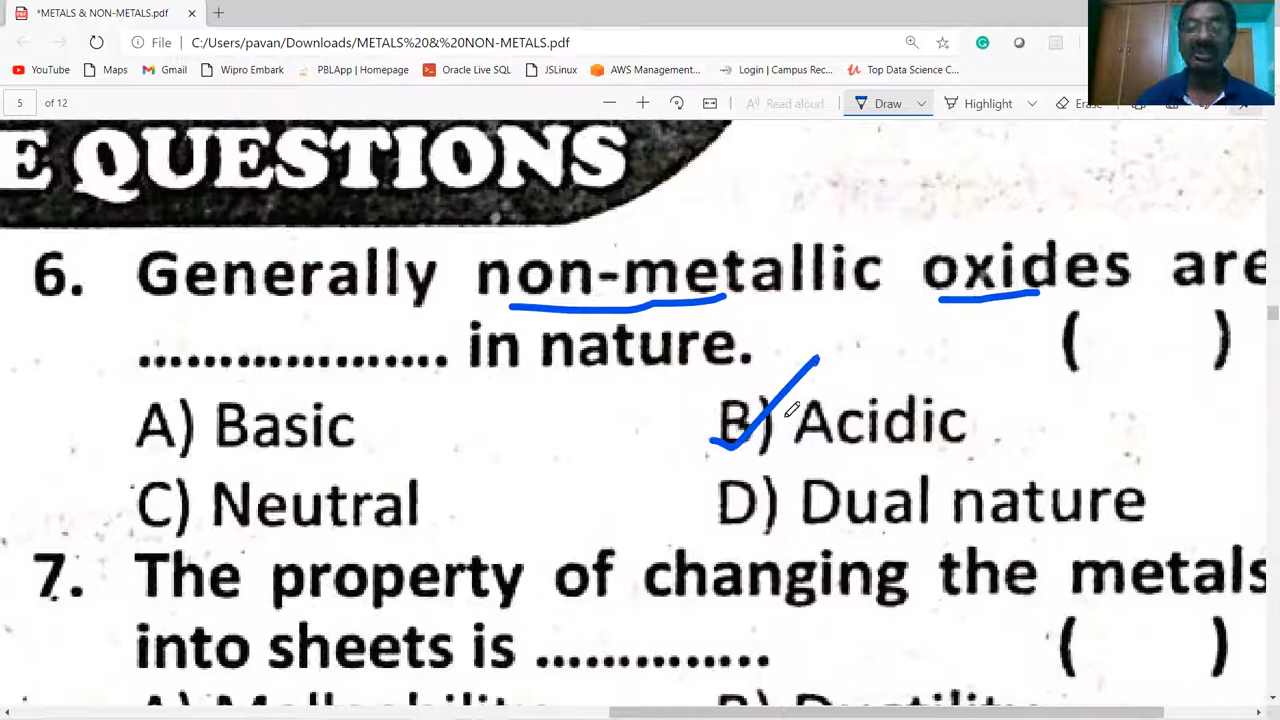 *METALS & NON-METALS.pdf
File C:/Users/pavan/Downloads/METALS%20&%20NON-METALS.pdf
YouTube Maps Gmail Wipro Embark PBLApp | Homepage Oracle Live SQL JSLinux AWS Management... Login | Campus Rec... Top Data Science C...
5 of 12 Read aloud Draw Highlight
E QUESTIONS
6. Generally non-metallic oxides are
.................... in nature. ( )
A) Basic B) Acidic
C) Neutral D) Dual nature
7. The property of changing the metals
into sheets is .............. ( )